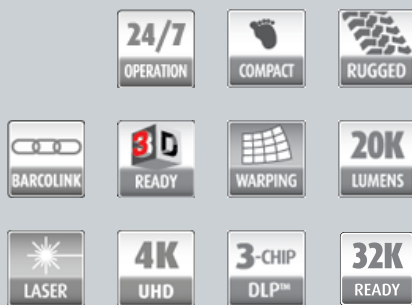 24/7
OPERATION
COMPACT
RUGGED
BARCOLINK
3D
READY
WARPING
20K
LUMENS
LASER
4K
UHD
3-CHIP
DLP™
32K
READY